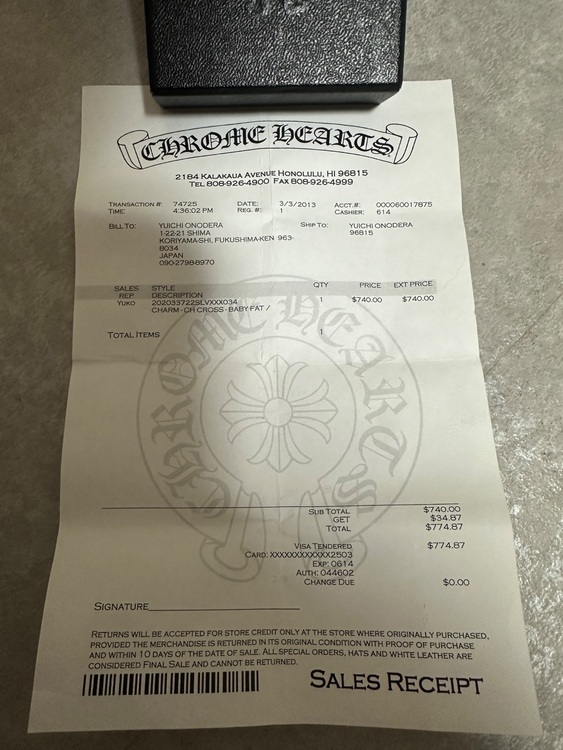 CHROME HEARTS
2184 KALAKAUA AVENUE HONOLULU, HI 96815
TEL 808-926-4900 FAX 808-926-4999
TRANSACTION #: 74725 DATE: 3/3/2013 ACCT.#: 000060017875
TIME: 4:36:02 PM REG. #: 1 CASHIER: 614
BILL TO: YUICHI ONODERA SHIP TO: YUICHI ONODERA
1-22-21 SHIMA 96815
KORIYAMA-SHI, FUKUSHIMA-KEN 963-
8034
JAPAN
090-2798-8970
SALES STYLE QTY PRICE EXT PRICE
REP DESCRIPTION
YUKO 202033722SLVXXX034 1 $740.00 $740.00
CHARM - CH CROSS - BABY FAT /
TOTAL ITEMS 1
CHROME HEARTS
SUB TOTAL $740.00
GET $34.87
TOTAL $774.87
VISA TENDERED $774.87
CARD: XXXXXXXXXXXX2503
EXP: 0614
AUTH: 044602
CHANGE DUE $0.00
SIGNATURE
RETURNS WILL BE ACCEPTED FOR STORE CREDIT ONLY AT THE STORE WHERE ORIGINALLY PURCHASED,
PROVIDED THE MERCHANDISE IS RETURNED IN ITS ORIGINAL CONDITION WITH PROOF OF PURCHASE
AND WITHIN 10 DAYS OF THE DATE OF SALE. ALL SPECIAL ORDERS, HATS AND WHITE LEATHER ARE
CONSIDERED FINAL SALE AND CANNOT BE RETURNED.
SALES RECEIPT